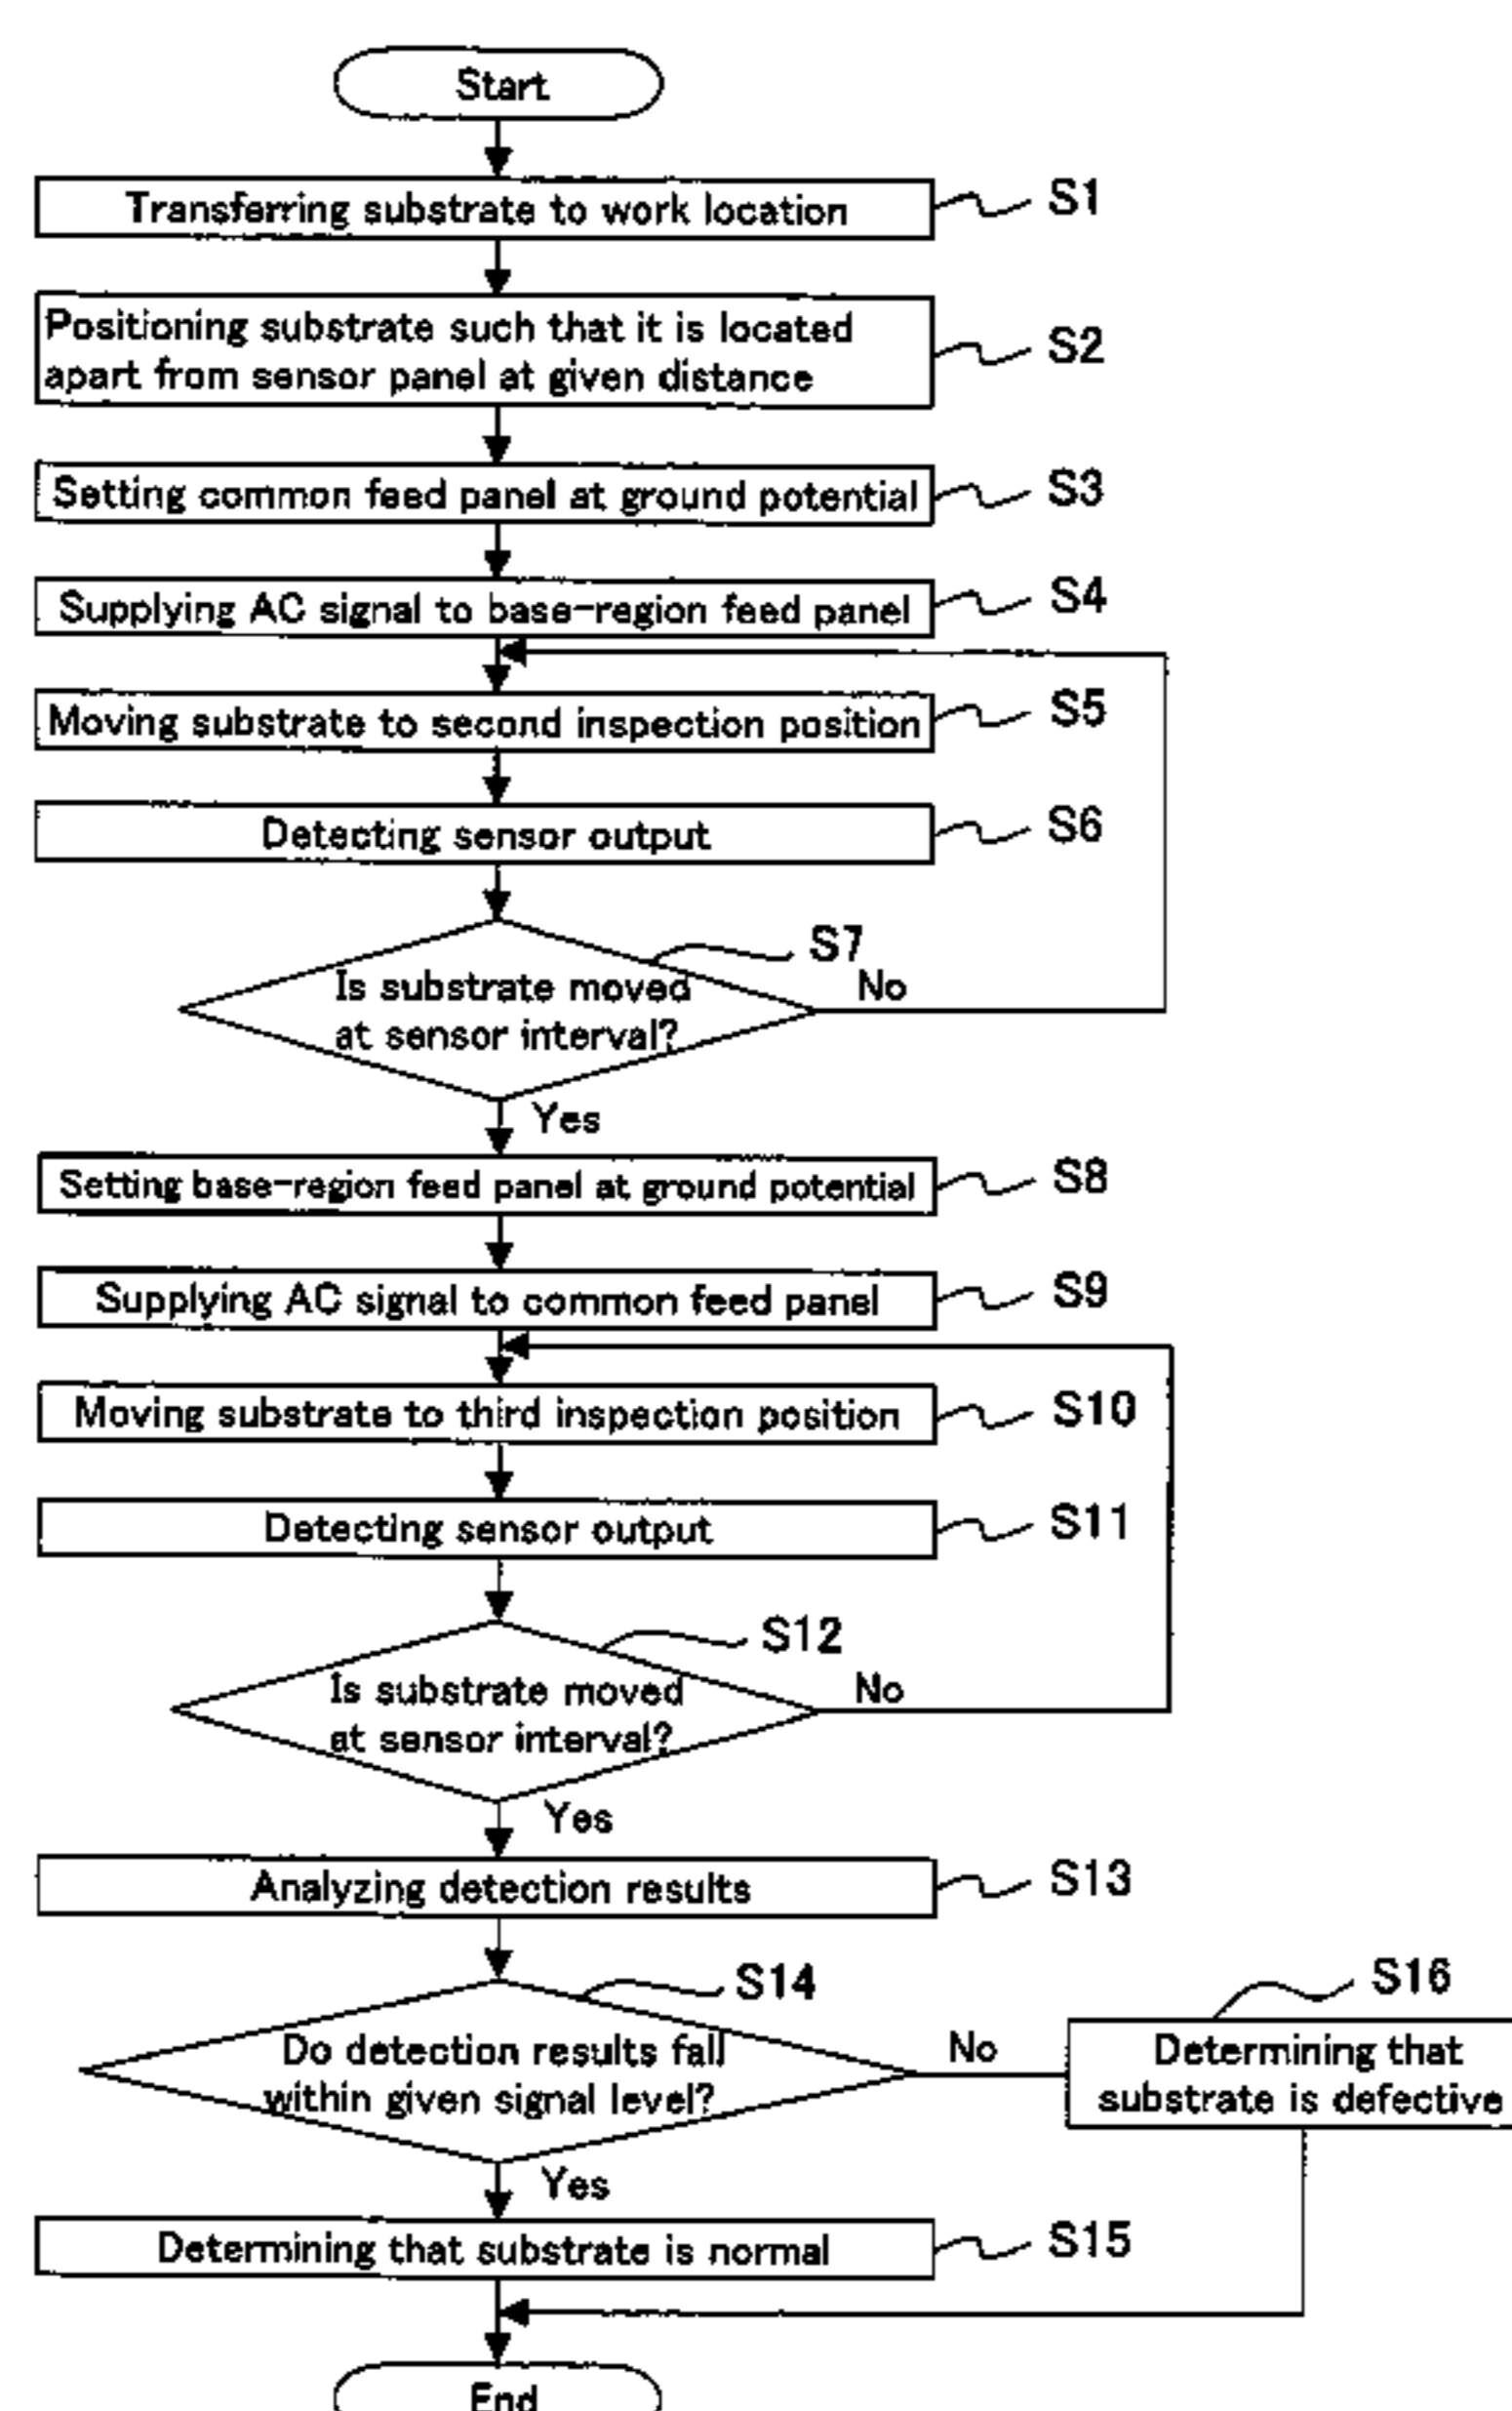 Start
Transferring substrate to work location
S1
Positioning substrate such that it is located
apart from sensor panel at given distance
S2
Setting common feed panel at ground potential
S3
Supplying AC signal to base-region feed panel
S4
Moving substrate to second inspection position
S5
Detecting sensor output
S6
S7
Is substrate moved
at sensor interval?
No
Yes
Setting base-region feed panel at ground potential
S8
Supplying AC signal to common feed panel
S9
Moving substrate to third inspection position
S10
Detecting sensor output
S11
S12
Is substrate moved
at sensor interval?
No
Yes
Analyzing detection results
S13
S14
Do detection results fall
within given signal level?
No
S16
Determining that
substrate is defective
Yes
Determining that substrate is normal
S15
End